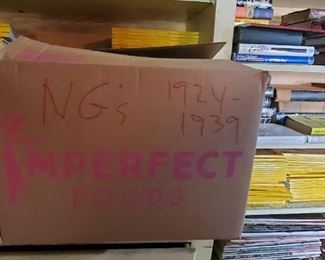 NG's 1924-
1939
IMPERFECT
FOODS